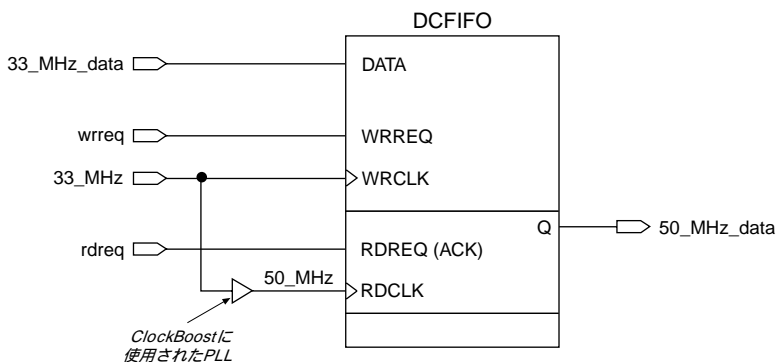 DCFIFO
33_MHz_data
DATA
wrreq
WRREQ
33_MHz
WRCLK
Q
50_MHz_data
rdreq
RDREQ (ACK)
50_MHz
RDCLK
ClockBoostに
使用されたPLL